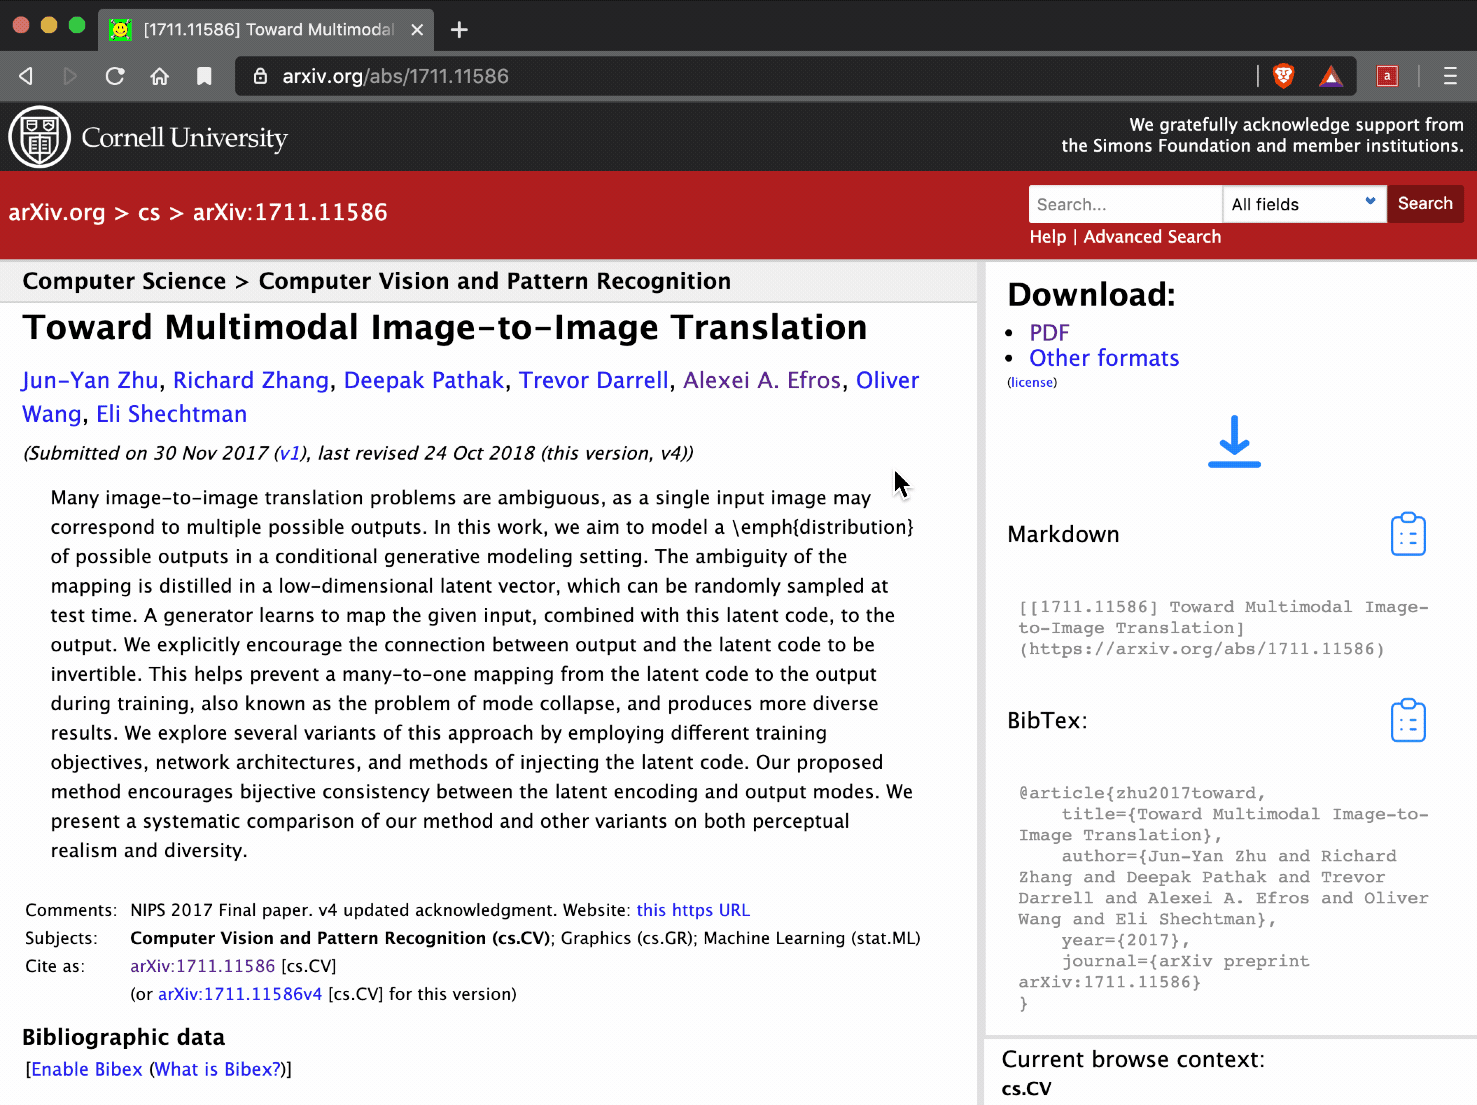 [1711.11586] Toward Multimodal
arxiv.org/abs/1711.11586
a
Cornell University
We gratefully acknowledge support from
the Simons Foundation and member institutions.
arXiv.org > cs > arXiv:1711.11586
Search...
All fields
Search
Help | Advanced Search
Computer Science > Computer Vision and Pattern Recognition
Toward Multimodal Image-to-Image Translation
Jun-Yan Zhu, Richard Zhang, Deepak Pathak, Trevor Darrell, Alexei A. Efros, Oliver
Wang, Eli Shechtman
(Submitted on 30 Nov 2017 (v1), last revised 24 Oct 2018 (this version, v4))
Many image-to-image translation problems are ambiguous, as a single input image may
correspond to multiple possible outputs. In this work, we aim to model a \emph{distribution}
of possible outputs in a conditional generative modeling setting. The ambiguity of the
mapping is distilled in a low-dimensional latent vector, which can be randomly sampled at
test time. A generator learns to map the given input, combined with this latent code, to the
output. We explicitly encourage the connection between output and the latent code to be
invertible. This helps prevent a many-to-one mapping from the latent code to the output
during training, also known as the problem of mode collapse, and produces more diverse
results. We explore several variants of this approach by employing different training
objectives, network architectures, and methods of injecting the latent code. Our proposed
method encourages bijective consistency between the latent encoding and output modes. We
present a systematic comparison of our method and other variants on both perceptual
realism and diversity.
Comments: NIPS 2017 Final paper. v4 updated acknowledgment. Website: this https URL
Subjects: Computer Vision and Pattern Recognition (cs.CV); Graphics (cs.GR); Machine Learning (stat.ML)
Cite as: arXiv:1711.11586 [cs.CV]
(or arXiv:1711.11586v4 [cs.CV] for this version)
Bibliographic data
[Enable Bibex (What is Bibex?)]
Download:
• PDF
• Other formats
(license)
Markdown
[[1711.11586] Toward Multimodal Image-
to-Image Translation]
(https://arxiv.org/abs/1711.11586)
BibTex:
@article{zhu2017toward,
title={Toward Multimodal Image-to-
Image Translation},
author={Jun-Yan Zhu and Richard
Zhang and Deepak Pathak and Trevor
Darrell and Alexei A. Efros and Oliver
Wang and Eli Shechtman},
year={2017},
journal={arXiv preprint
arXiv:1711.11586}
}
Current browse context:
cs.CV